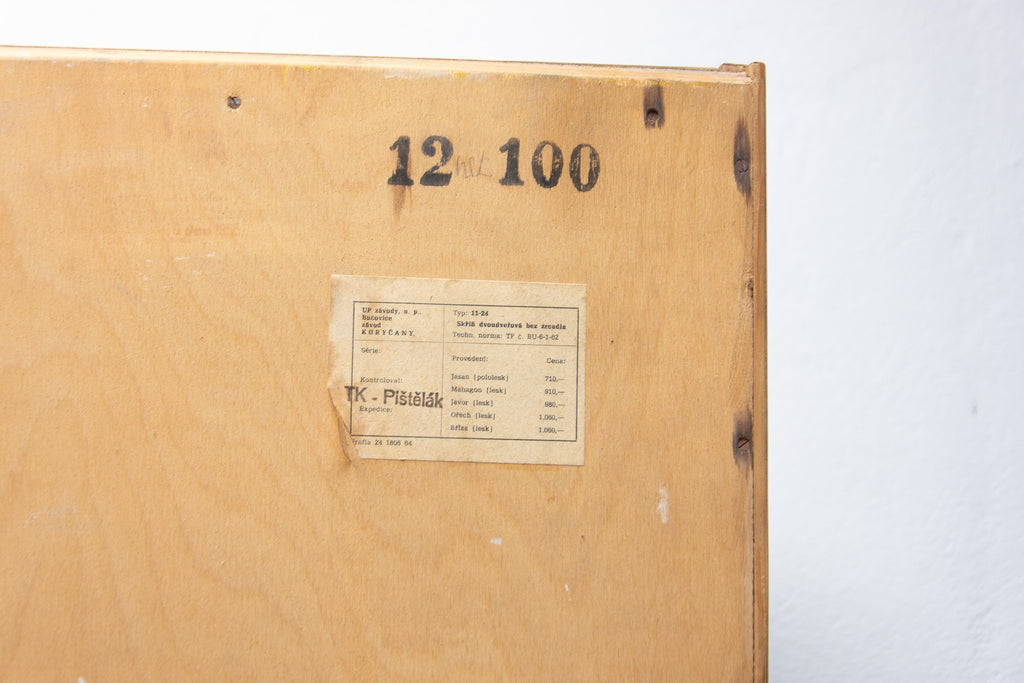 12 100
UP závody, n. p.,
Bučovice
závod
KORYČANY.
Typ: 11-24
Skříň dvoudveřová bez zrcadla
Techn. norma: TP č. BU-6-1-62
Série:
Provedení: Cena:
Jasan (pololesk) 710,—
Mahagon (lesk) 910,—
Javor (lesk) 980,—
Ořech (lesk) 1.060,—
Bříza (lesk) 1.060,—
Kontroloval:
TK - Pištělák
Expedice:
rafia 24 1806 64